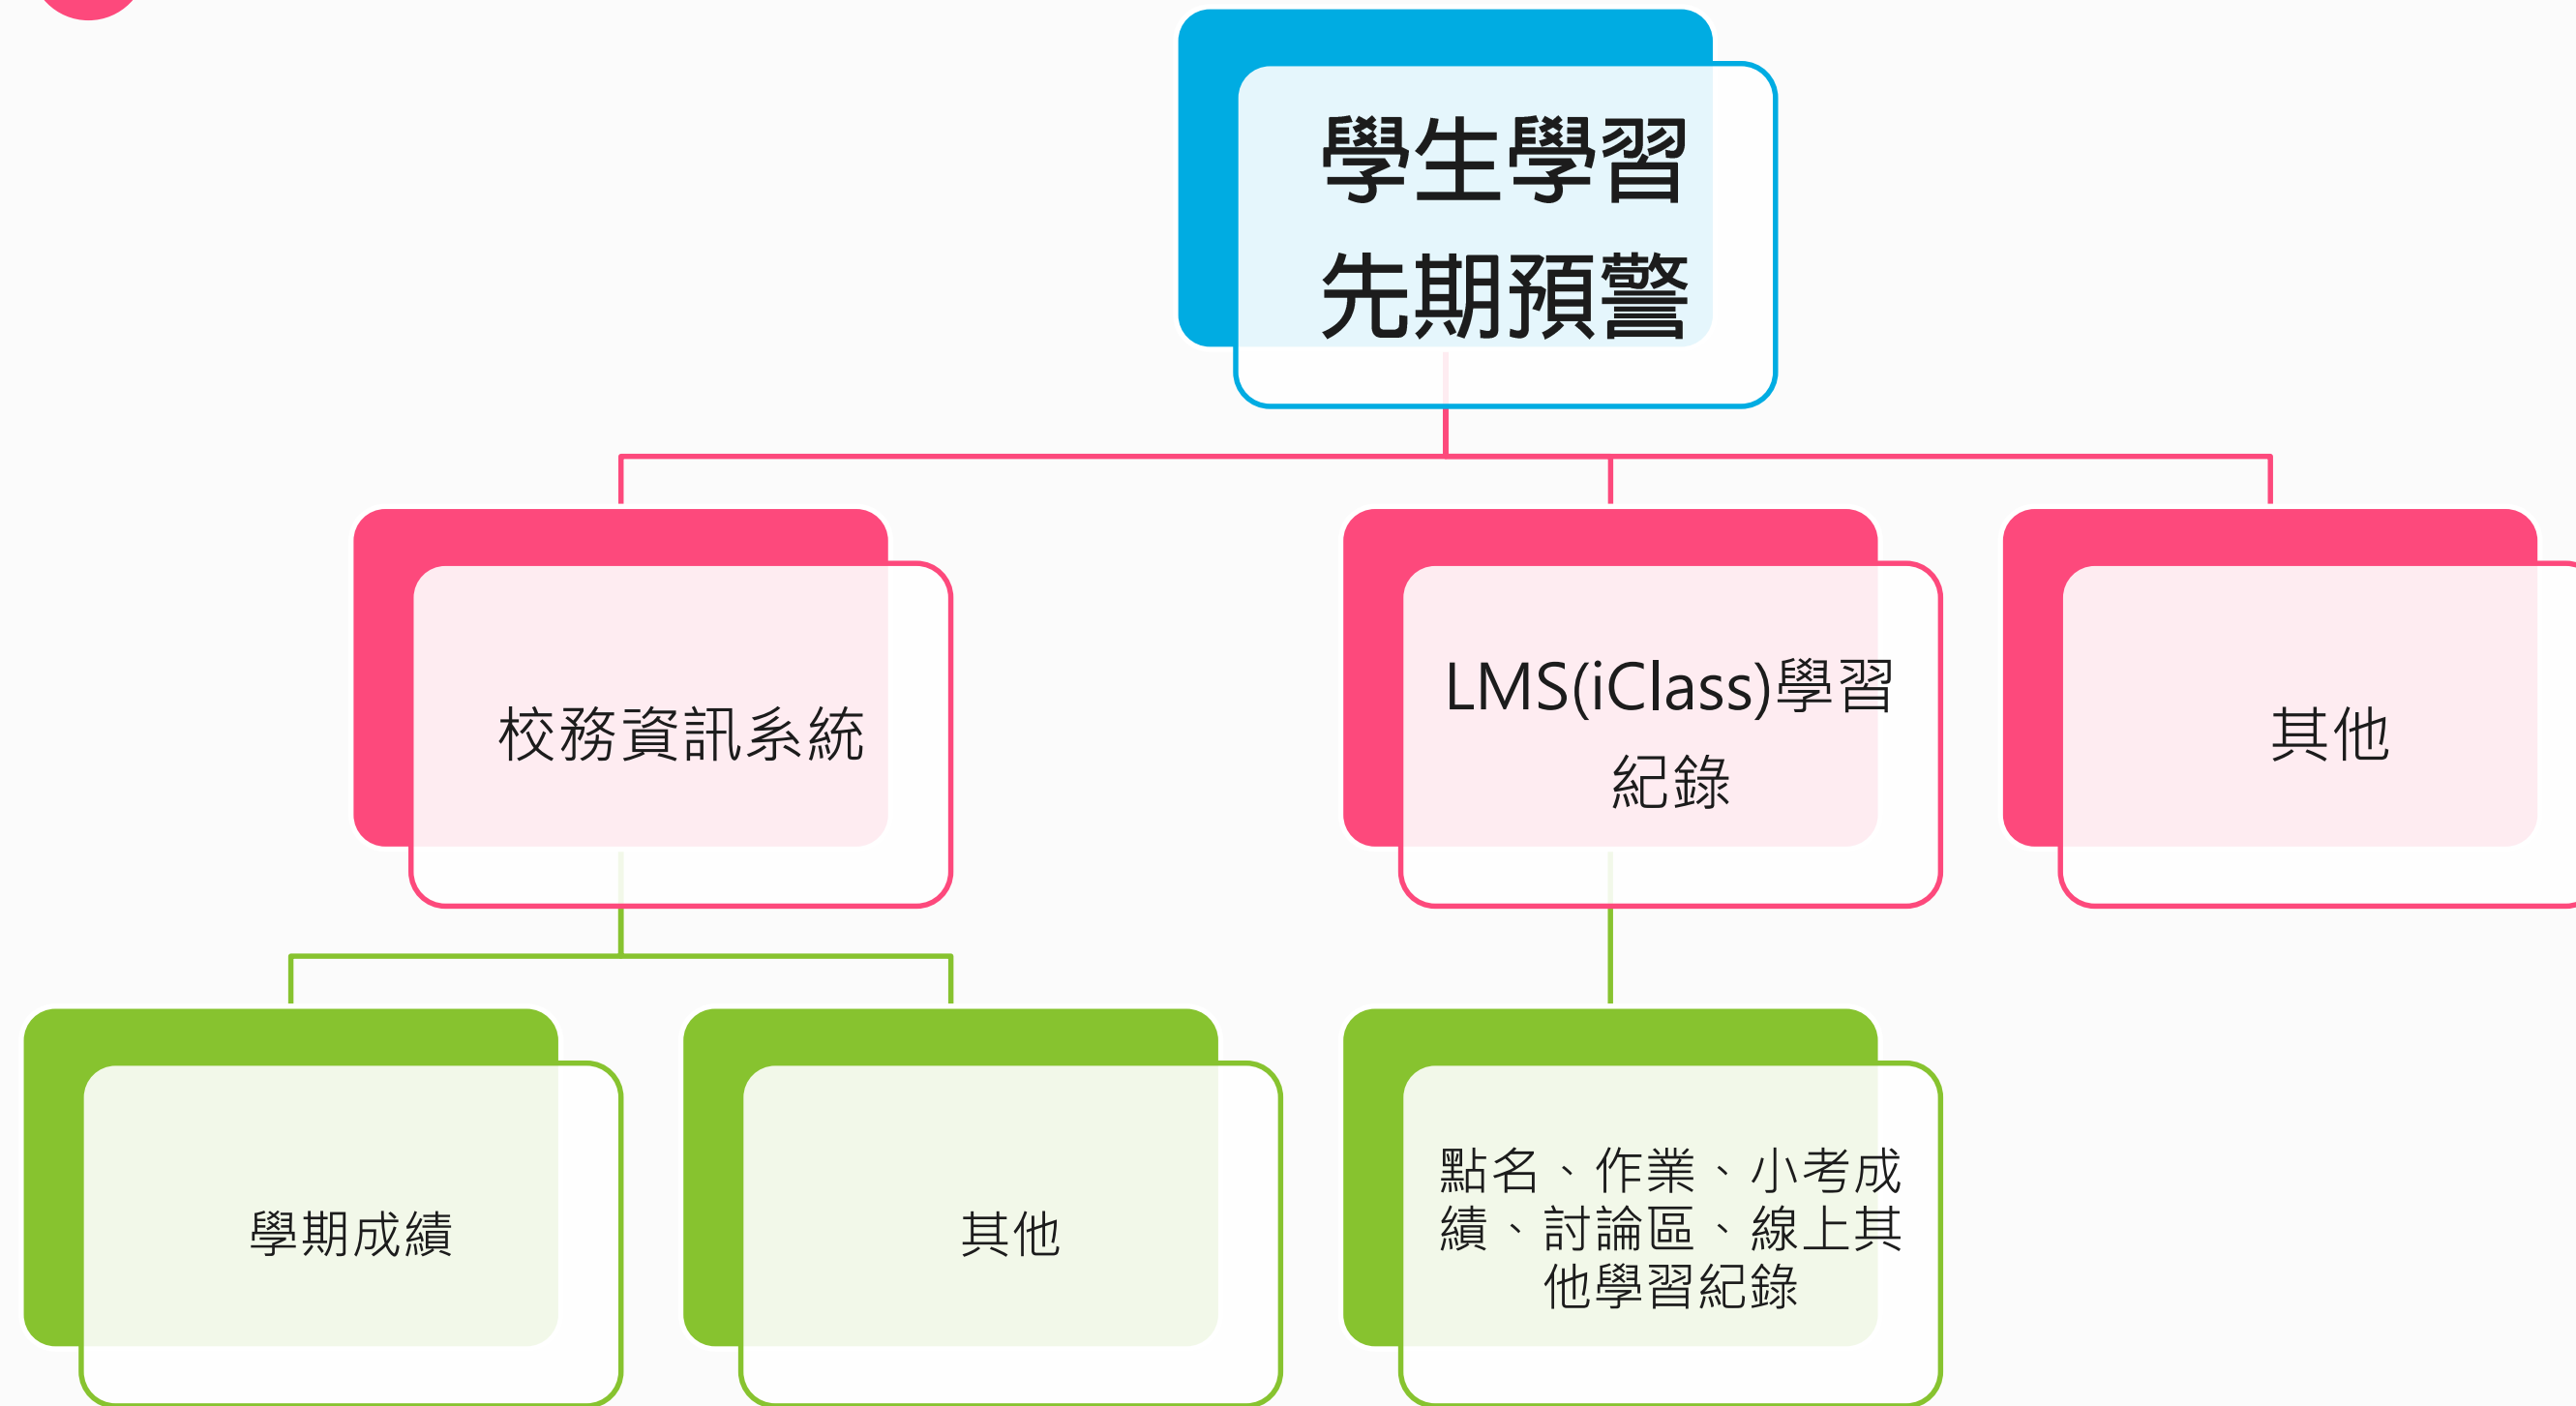 學生學習
先期預警
校務資訊系統
LMS(iClass)學習
紀錄
其他
學期成績
其他
點名、作業、小考成
績、討論區、線上其
他學習紀錄